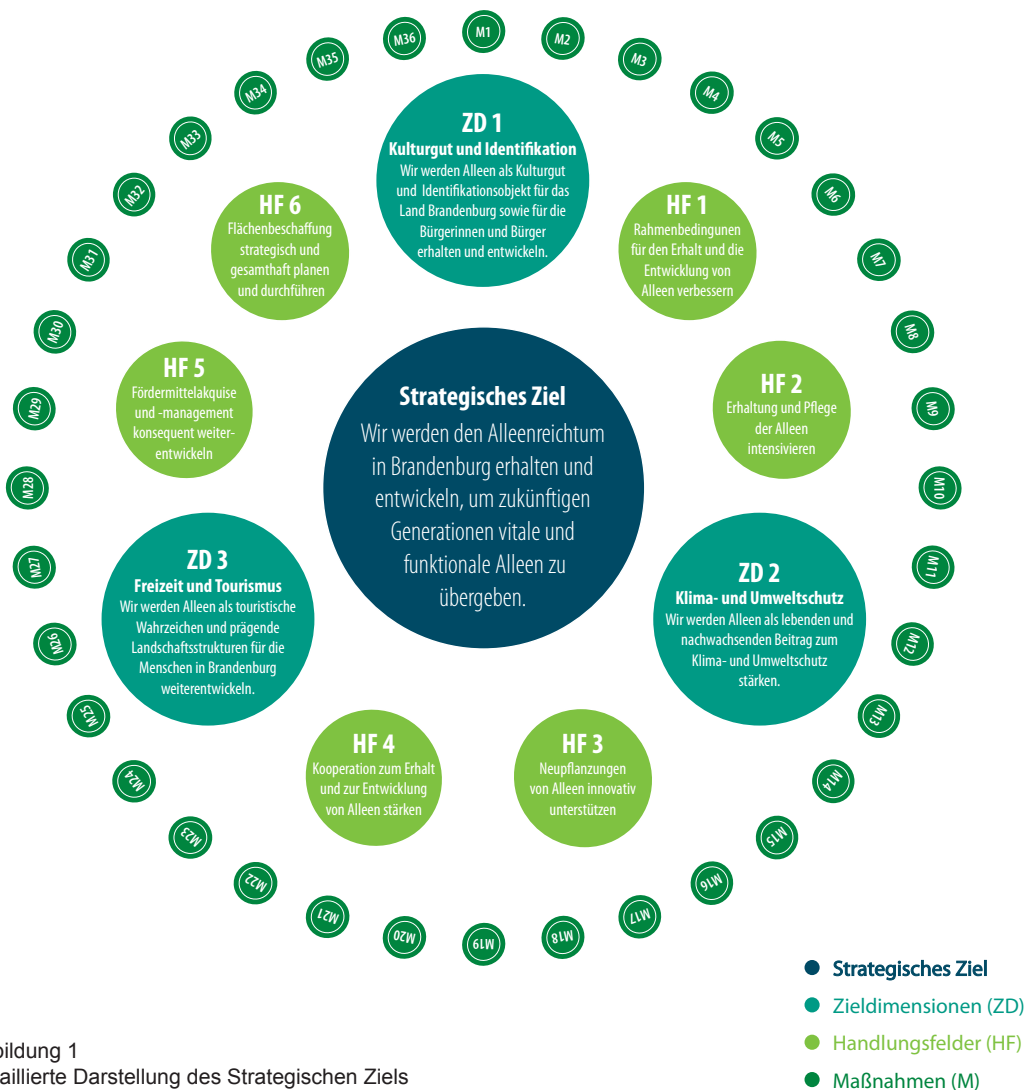 M1
M2
M3
M4
M5
M6
M7
M8
M9
M10
M11
M12
M13
M14
M15
M16
M17
M18
M19
M20
M21
M22
M23
M24
M25
M26
M27
M28
M29
M30
M31
M32
M33
M34
M35
M36
ZD 1
Kulturgut und Identifikation
Wir werden Alleen als Kulturgut
und Identifikationsobjekt für das
Land Brandenburg sowie für die
Bürgerinnen und Bürger
erhalten und entwickeln.
HF 1
Rahmenbedingunen
für den Erhalt und die
Entwicklung von
Alleen verbessern
HF 2
Erhaltung und Pflege
der Alleen
intensivieren
ZD 2
Klima- und Umweltschutz
Wir werden Alleen als lebenden und
nachwachsenden Beitrag zum
Klima- und Umweltschutz
stärken.
HF 3
Neupflanzungen
von Alleen innovativ
unterstützen
HF 4
Kooperation zum Erhalt
und zur Entwicklung
von Alleen stärken
ZD 3
Freizeit und Tourismus
Wir werden Alleen als touristische
Wahrzeichen und prägende
Landschaftsstrukturen für die
Menschen in Brandenburg
weiterentwickeln.
HF 5
Fördermittelakquise
und -management
konsequent weiter-
entwickeln
HF 6
Flächenbeschaffung
strategisch und
gesamthaft planen
und durchführen
Strategisches Ziel
Wir werden den Alleenreichtum
in Brandenburg erhalten und
entwickeln, um zukünftigen
Generationen vitale und
funktionale Alleen zu
übergeben.
Strategisches Ziel
Zieldimensionen (ZD)
Handlungsfelder (HF)
Maßnahmen (M)
bildung 1
aillierte Darstellung des Strategischen Ziels